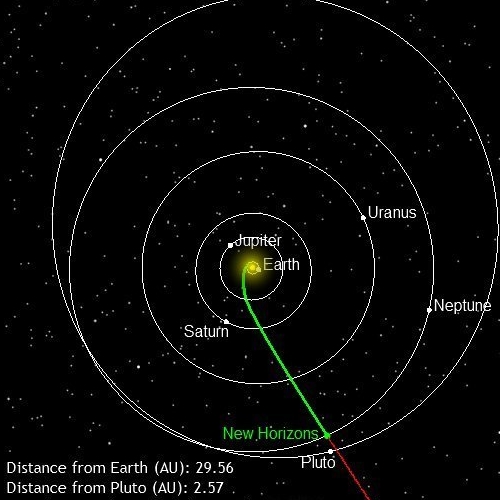 Uranus
Jupiter
Earth
Neptune
Saturn
New Horizons
Pluto
Distance from Earth (AU): 29.56
Distance from Pluto (AU): 2.57